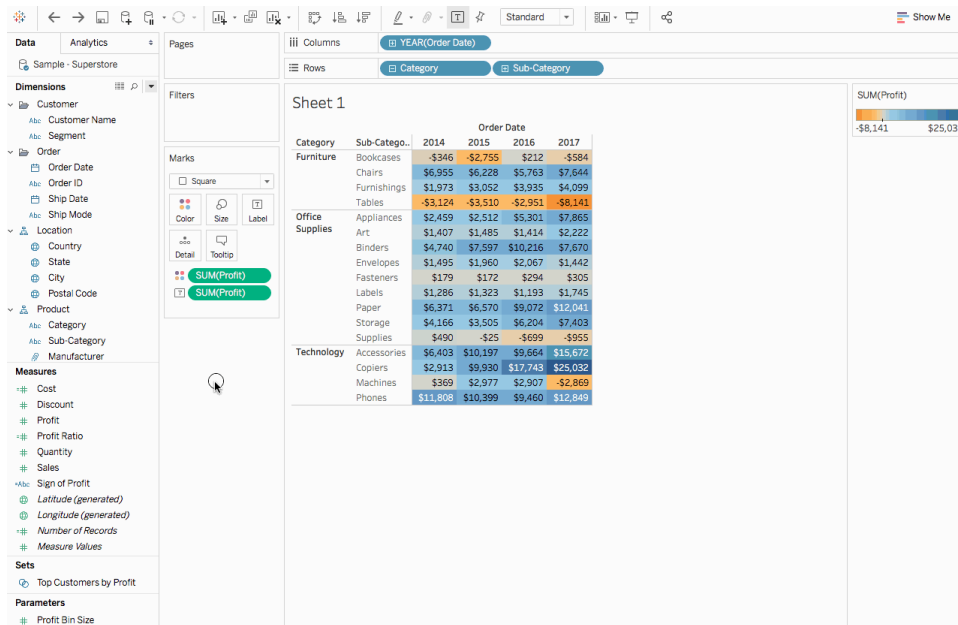 Standard
Show Me
Data Analytics
Pages
Columns YEAR(Order Date)
Sample - Superstore
Rows Category Sub-Category
Dimensions
Filters
Sheet 1
SUM(Profit)
-$8,141 $25,03
Customer
Abc Customer Name
Abc Segment
Order
Order Date
Abc Order ID
Ship Date
Abc Ship Mode
Location
Country
State
City
Postal Code
Product
Abc Category
Abc Sub-Category
Manufacturer
Measures
Cost
Discount
Profit
Profit Ratio
Quantity
Sales
Abc Sign of Profit
Latitude (generated)
Longitude (generated)
Number of Records
Measure Values
Sets
Top Customers by Profit
Parameters
Profit Bin Size
Marks
Square
Color Size Label
Detail Tooltip
SUM(Profit)
SUM(Profit)
Order Date
Category Sub-Catego.. 2014 2015 2016 2017
Furniture Bookcases -$346 -$2,755 $212 -$584
Chairs $6,955 $6,228 $5,763 $7,644
Furnishings $1,973 $3,052 $3,935 $4,099
Tables -$3,124 -$3,510 -$2,951 -$8,141
Office Supplies Appliances $2,459 $2,512 $5,301 $7,865
Art $1,407 $1,485 $1,414 $2,222
Binders $4,740 $7,597 $10,216 $7,670
Envelopes $1,495 $1,960 $2,067 $1,442
Fasteners $179 $172 $294 $305
Labels $1,286 $1,323 $1,193 $1,745
Paper $6,371 $6,570 $9,072 $12,041
Storage $4,166 $3,505 $6,204 $7,403
Supplies $490 -$25 -$699 -$955
Technology Accessories $6,403 $10,197 $9,664 $15,672
Copiers $2,913 $9,930 $17,743 $25,032
Machines $369 $2,977 $2,907 -$2,869
Phones $11,808 $10,399 $9,460 $12,849